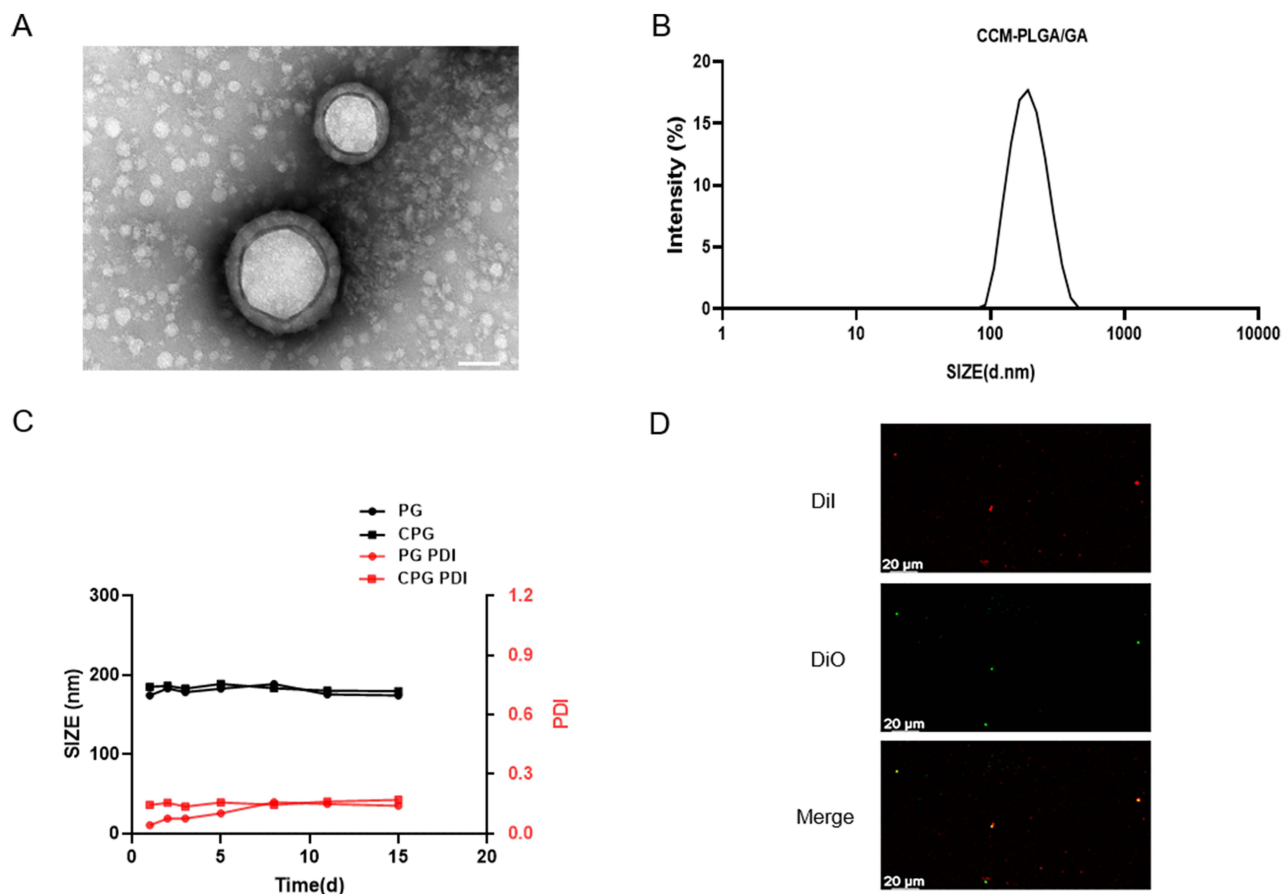 A
B
CCM-PLGA/GA
20
15
10
5
0
Intensity (%)
1
10
100
1000
10000
SIZE(d.nm)
C
PG
CPG
PG PDI
CPG PDI
300
200
100
0
SIZE (nm)
1.2
0.9
0.6
0.3
0.0
PDI
0
5
10
15
20
Time(d)
D
DiI
20 µm
DiO
20 µm
Merge
20 µm